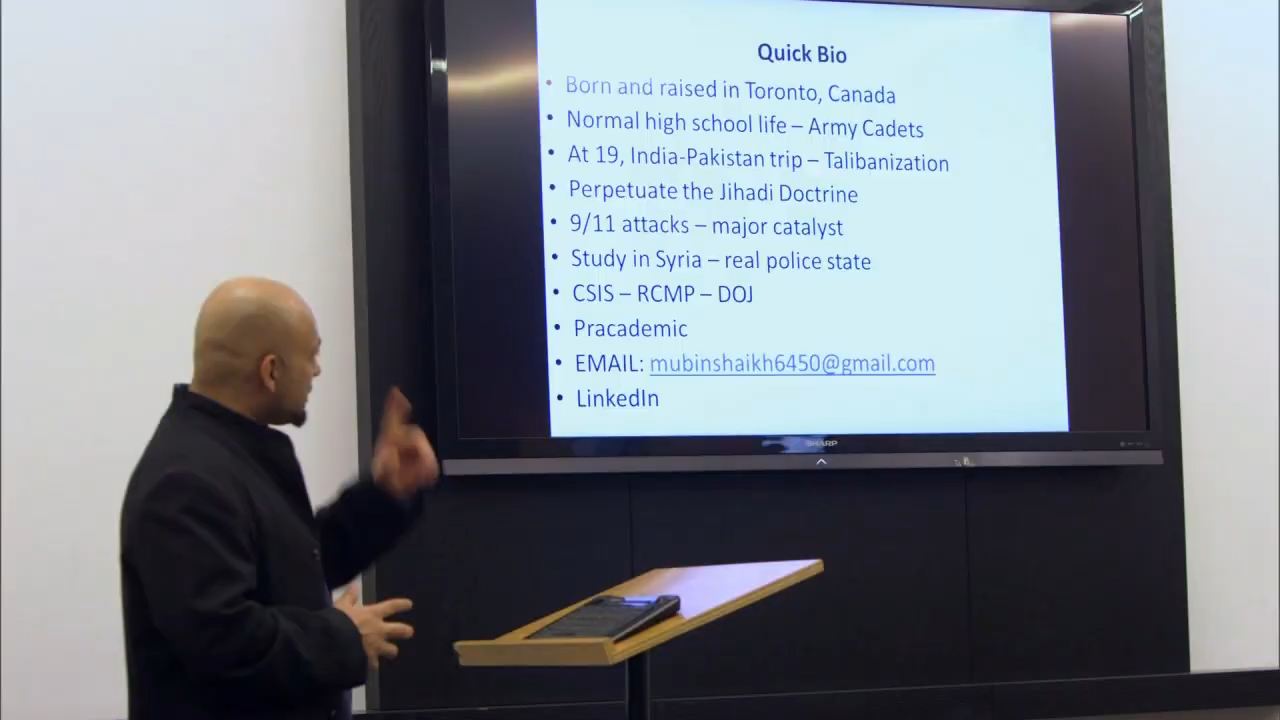 Quick Bio
• Born and raised in Toronto, Canada
• Normal high school life – Army Cadets
• At 19, India-Pakistan trip – Talibanization
• Perpetuate the Jihadi Doctrine
• 9/11 attacks – major catalyst
• Study in Syria – real police state
• CSIS – RCMP – DOJ
• Pracademic
• EMAIL: mubinshaikh6450@gmail.com
• LinkedIn
SHARP